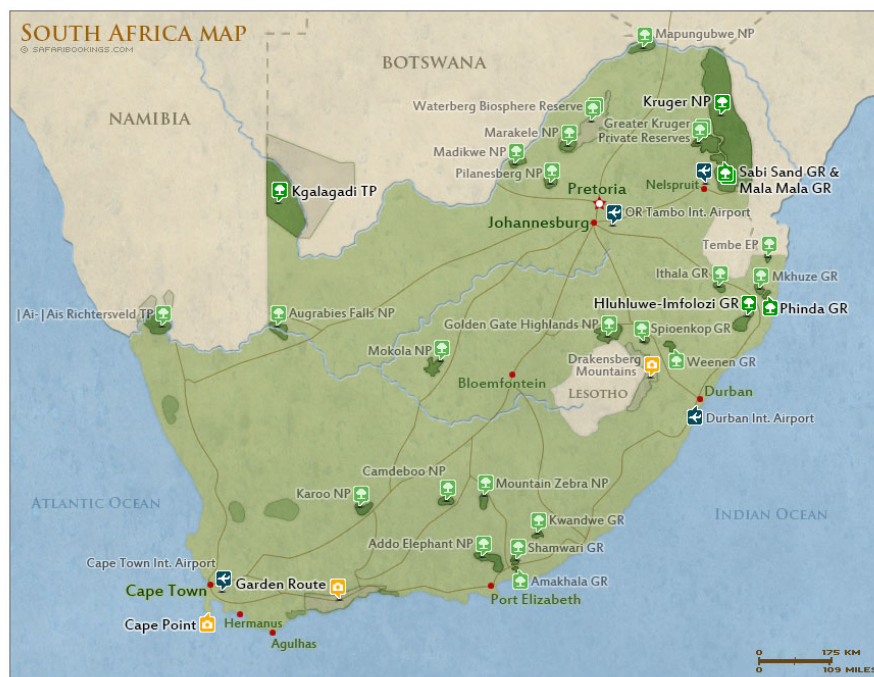 SOUTH AFRICA MAP
© SAFARIBOOKINGS.COM
Mapungubwe NP
BOTSWANA
NAMIBIA
Waterberg Biosphere Reserve
Kruger NP
Greater Kruger
Private Reserves
Marakele NP
Madikwe NP
Pilanesberg NP
Sabi Sand GR &
Mala Mala GR
Nelspruit
Kgalagadi TP
Pretoria
OR Tambo Int. Airport
Johannesburg
Tembe EP
Ithala GR
Mkhuze GR
Hluhluwe-Imfolozi GR
Phinda GR
|Ai-|Ais Richtersveld TP
Augrabies Falls NP
Golden Gate Highlands NP
Spioenkop GR
Mokola NP
Drakensberg
Mountains
Weenen GR
Bloemfontein
LESOTHO
Durban
Durban Int. Airport
Camdeboo NP
Mountain Zebra NP
Karoo NP
ATLANTIC OCEAN
INDIAN OCEAN
Kwandwe GR
Addo Elephant NP
Shamwari GR
Cape Town Int. Airport
Amakhala GR
Garden Route
Cape Town
Port Elizabeth
Cape Point
Hermanus
Agulhas
0 175 KM
0 109 MILES